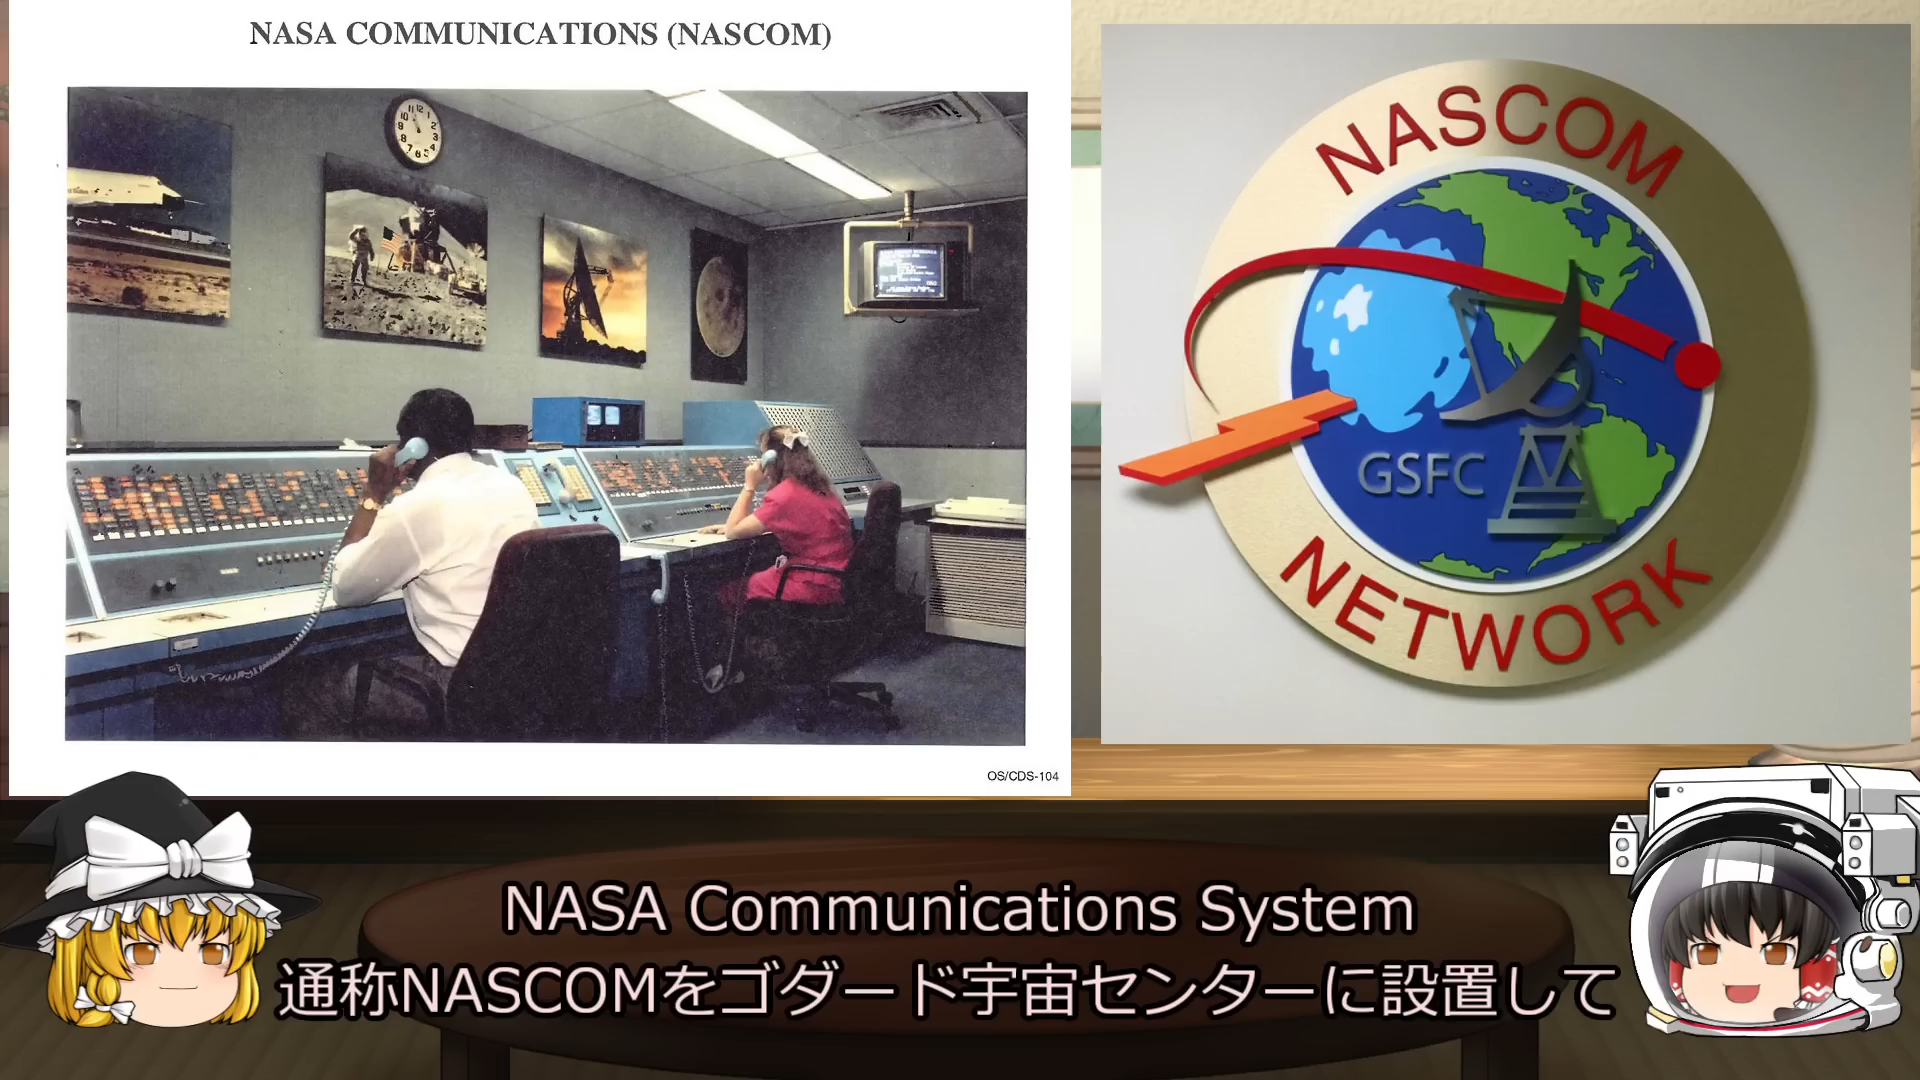 NASA COMMUNICATIONS (NASCOM)
OS/CDS-104
NASCOM
GSFC
NETWORK
NASA Communications System
通称NASCOMをゴダード宇宙センターに設置して